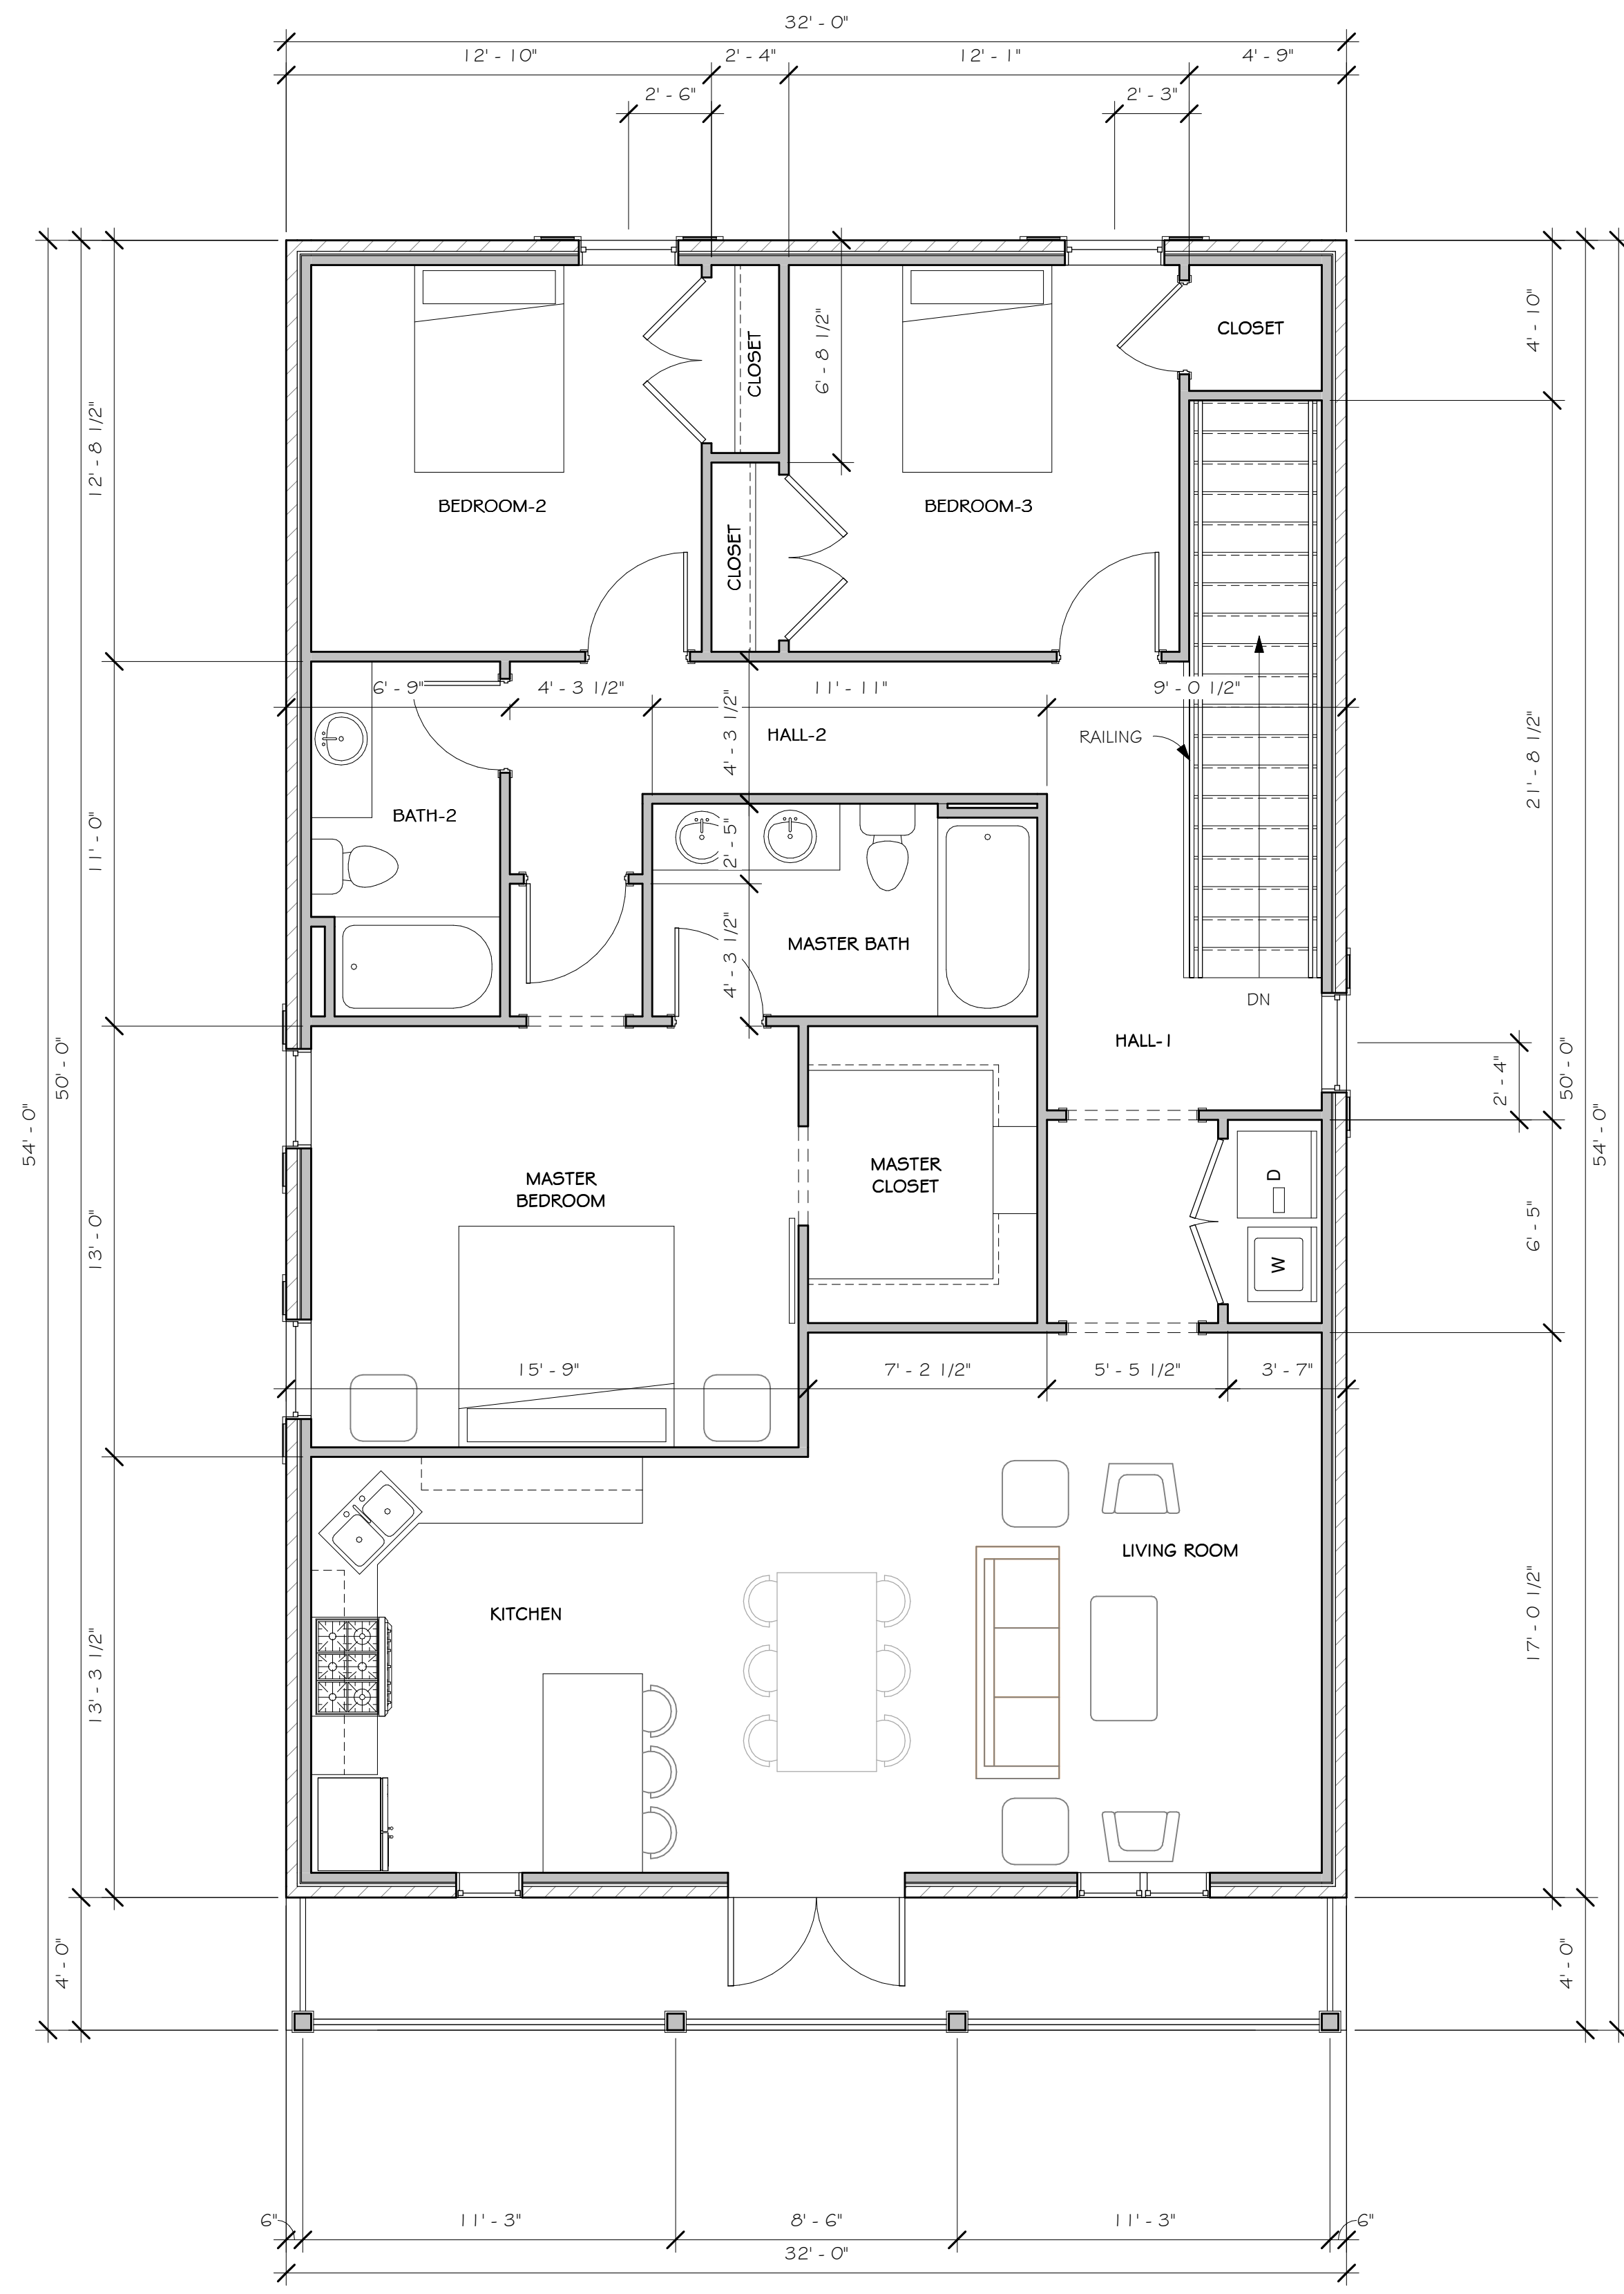 32' - 0"
12' - 10"
2' - 4"
12' - 1"
4' - 9"
2' - 6"
2' - 3"
CLOSET
4' - 10"
CLOSET
6' - 8 1/2"
12' - 8 1/2"
BEDROOM-2
BEDROOM-3
CLOSET
6' - 9"
4' - 3 1/2"
11' - 11"
9' - 0 1/2"
4' - 3 1/2"
HALL-2
RAILING
21' - 8 1/2"
BATH-2
11' - 0"
2' - 5"
MASTER BATH
4' - 3 1/2"
DN
HALL-1
50' - 0"
2' - 4"
50' - 0"
54' - 0"
54' - 0"
MASTER
BEDROOM
MASTER
CLOSET
D
W
13' - 0"
6' - 5"
15' - 9"
7' - 2 1/2"
5' - 5 1/2"
3' - 7"
LIVING ROOM
KITCHEN
13' - 3 1/2"
17' - 0 1/2"
4' - 0"
4' - 0"
6"
11' - 3"
8' - 6"
11' - 3"
6"
32' - 0"